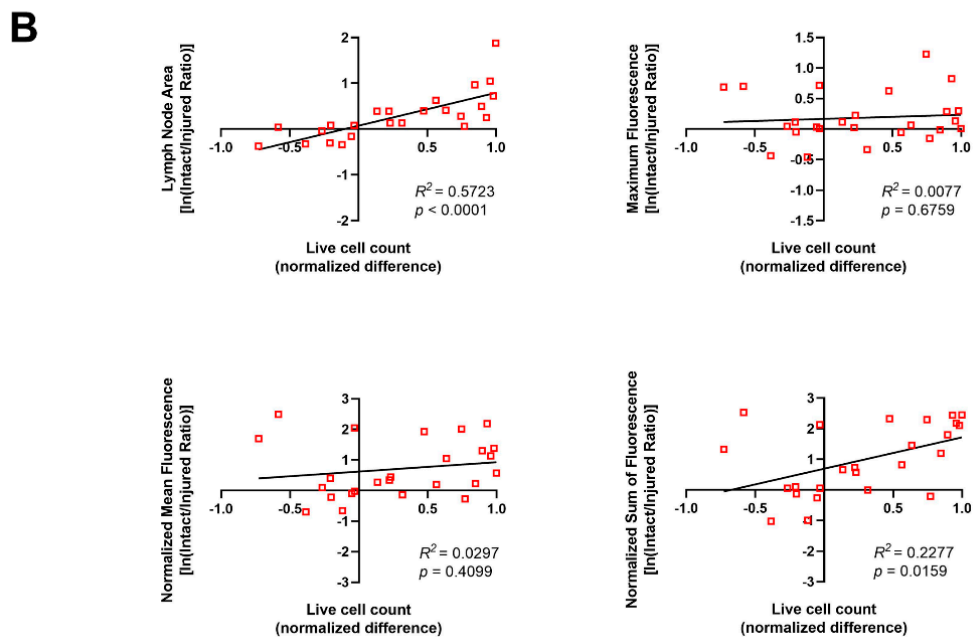 B
Lymph Node Area
[ln(Intact/Injured Ratio)]
2
1
-1
-2
-1.0
-0.5
0.5
1.0
R² = 0.5723
p < 0.0001
Live cell count
(normalized difference)
Maximum Fluorescence
[ln(Intact/Injured Ratio)]
1.5
1.0
0.5
-0.5
-1.0
-1.5
-1.0
-0.5
0.5
1.0
R² = 0.0077
p = 0.6759
Live cell count
(normalized difference)
Normalized Mean Fluorescence
[ln(Intact/Injured Ratio)]
3
2
1
-1
-2
-3
-1.0
-0.5
0.5
1.0
R² = 0.0297
p = 0.4099
Live cell count
(normalized difference)
Normalized Sum of Fluorescence
[ln(Intact/Injured Ratio)]
3
2
1
-1
-2
-3
-1.0
-0.5
0.5
1.0
R² = 0.2277
p = 0.0159
Live cell count
(normalized difference)